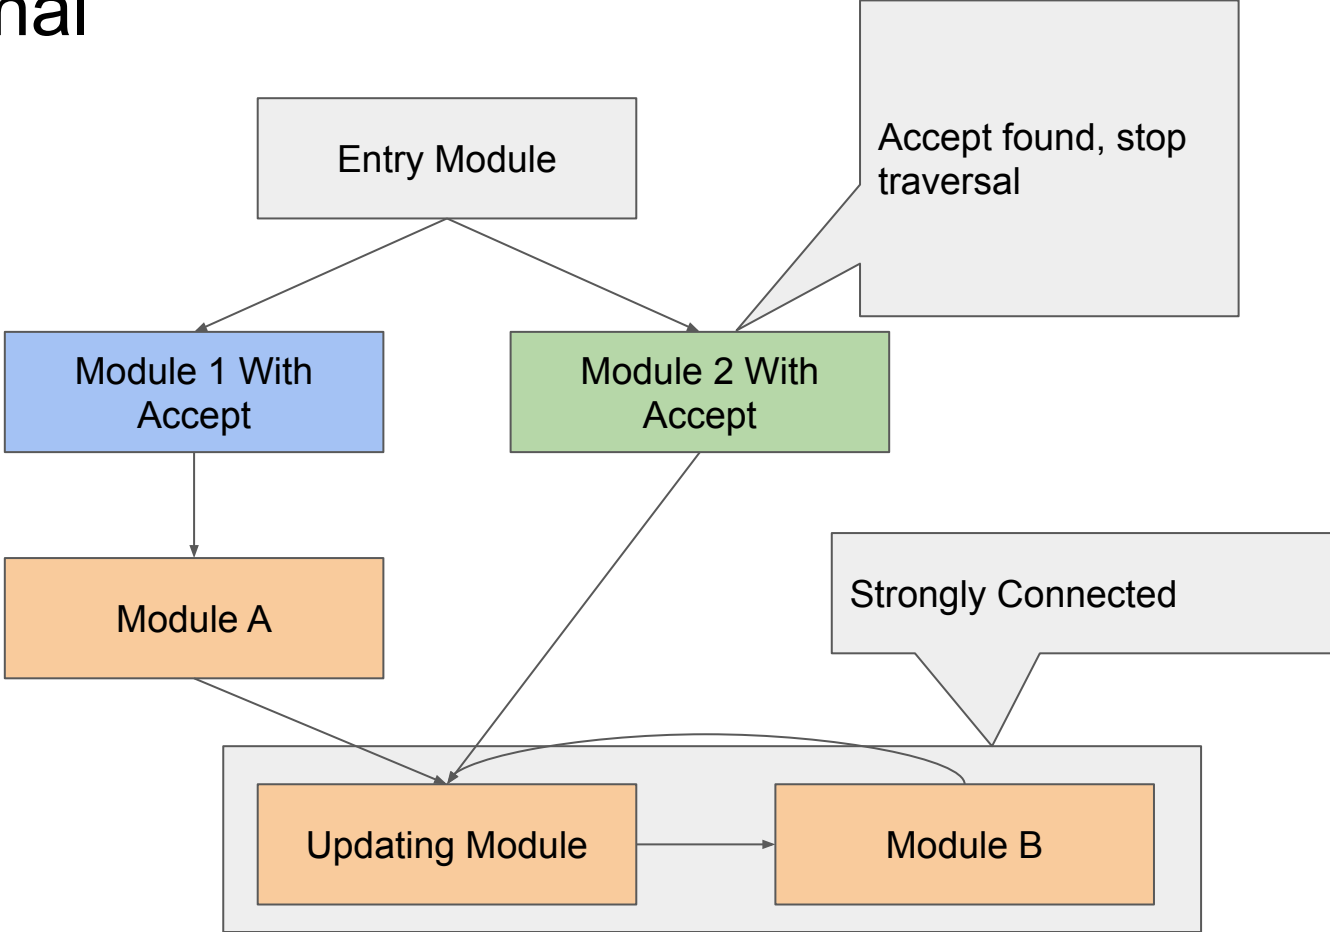 Entry Module
Accept found, stop
traversal
Module 1 With
Accept
Module 2 With
Accept
Module A
Strongly Connected
Updating Module
Module B